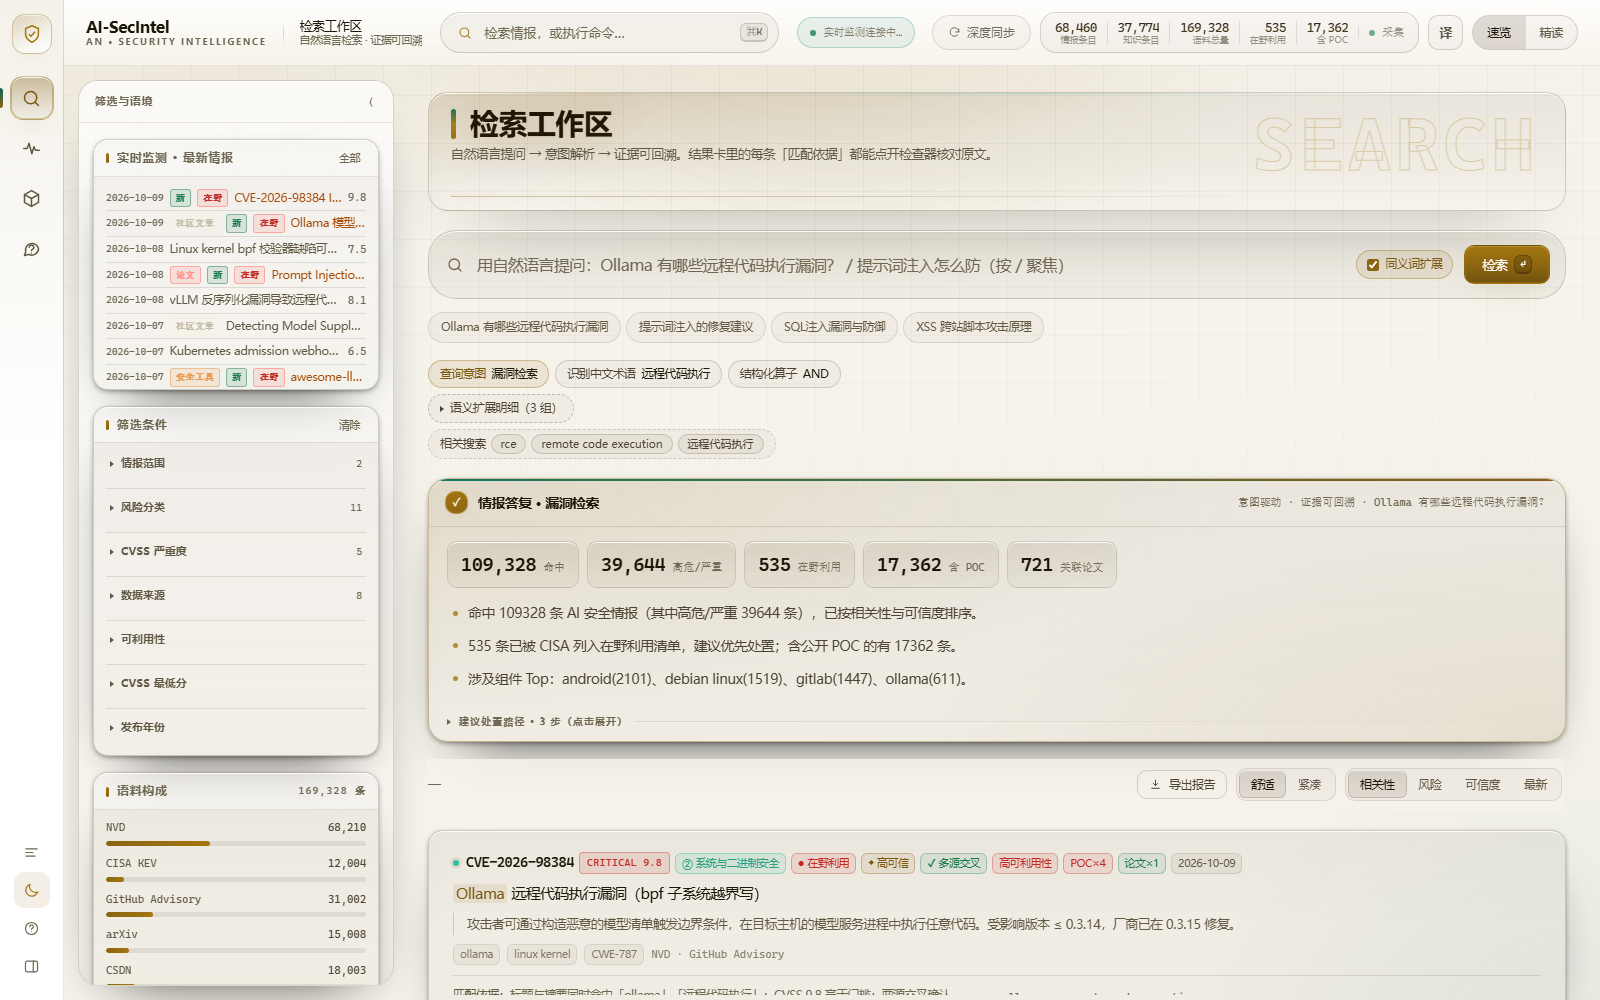 AI-SecIntel
AN • SECURITY INTELLIGENCE
检索工作区
自然语言检索 · 证据可回溯
检索情报，或执行命令...
⌘K
实时监测连接中...
深度同步
68,460 情报条目
37,774 知识条目
169,328 语料总量
535 在野利用
17,362 含 POC
采集
译
速览
精读
筛选与语境
实时监测 • 最新情报
全部
2026-10-09 新 在野 CVE-2026-98384 I... 9.8
2026-10-09 社区文章 新 在野 Ollama 模型...
2026-10-08 Linux kernel bpf 校验器缺陷可... 7.5
2026-10-08 论文 新 在野 Prompt Injectio...
2026-10-08 vLLM 反序列化漏洞导致远程代... 8.1
2026-10-07 社区文章 Detecting Model Suppl...
2026-10-07 Kubernetes admission webho... 6.5
2026-10-07 安全工具 新 在野 awesome-ll...
筛选条件
清除
情报范围 2
风险分类 11
CVSS 严重度 5
数据来源 8
可利用性
CVSS 最低分
发布年份
语料构成
169,328 条
NVD 68,210
CISA KEV 12,004
GitHub Advisory 31,002
arXiv 15,008
CSDN 18,003
检索工作区
自然语言提问 → 意图解析 → 证据可回溯。结果卡里的每条「匹配依据」都能点开检查器核对原文。
SEARCH
用自然语言提问：Ollama 有哪些远程代码执行漏洞？ / 提示词注入怎么防（按 / 聚焦）
同义词扩展
检索
Ollama 有哪些远程代码执行漏洞
提示词注入的修复建议
SQL注入漏洞与防御
XSS 跨站脚本攻击原理
查询意图 漏洞检索
识别中文术语 远程代码执行
结构化算子 AND
语义扩展明细（3 组）
相关搜索 rce remote code execution 远程代码执行
情报答复 • 漏洞检索
意图驱动 · 证据可回溯 · Ollama 有哪些远程代码执行漏洞?
109,328 命中
39,644 高危/严重
535 在野利用
17,362 含 POC
721 关联论文
命中 109328 条 AI 安全情报（其中高危/严重 39644 条），已按相关性与可信度排序。
535 条已被 CISA 列入在野利用清单，建议优先处置；含公开 POC 的有 17362 条。
涉及组件 Top：android(2101)、debian linux(1519)、gitlab(1447)、ollama(611)。
建议处置路径 • 3 步（点击展开）
—
导出报告
舒适
紧凑
相关性
风险
可信度
最新
CVE-2026-98384 CRITICAL 9.8 ② 系统与二进制安全 • 在野利用 ✦ 高可信 ✓ 多源交叉 高可利用性 POC×4 论文×1 2026-10-09
Ollama 远程代码执行漏洞（bpf 子系统越界写）
攻击者可通过构造恶意的模型清单触发边界条件，在目标主机的模型服务进程中执行任意代码。受影响版本 ≤ 0.3.14，厂商已在 0.3.15 修复。
ollama linux kernel CWE-787 NVD · GitHub Advisory